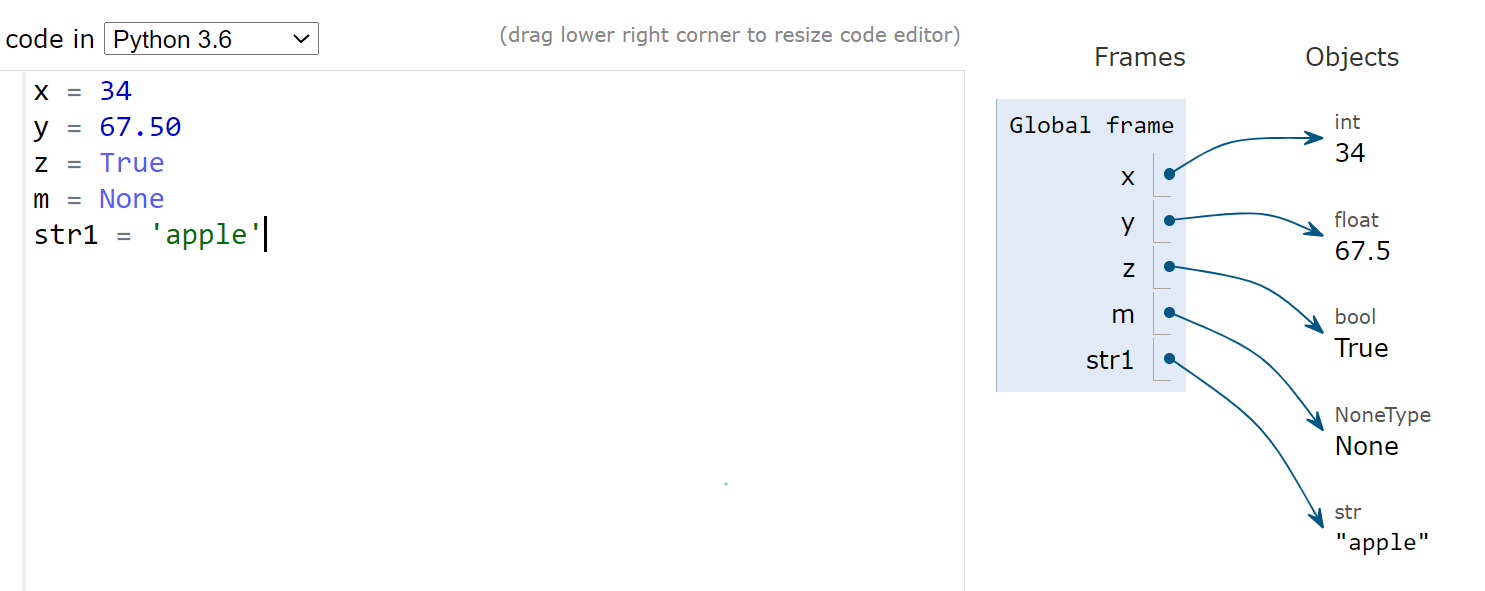 code in Python 3.6
(drag lower right corner to resize code editor)
x = 34
y = 67.50
z = True
m = None
str1 = 'apple'
Frames
Objects
Global frame
x
y
z
m
str1
int
34
float
67.5
bool
True
NoneType
None
str
"apple"